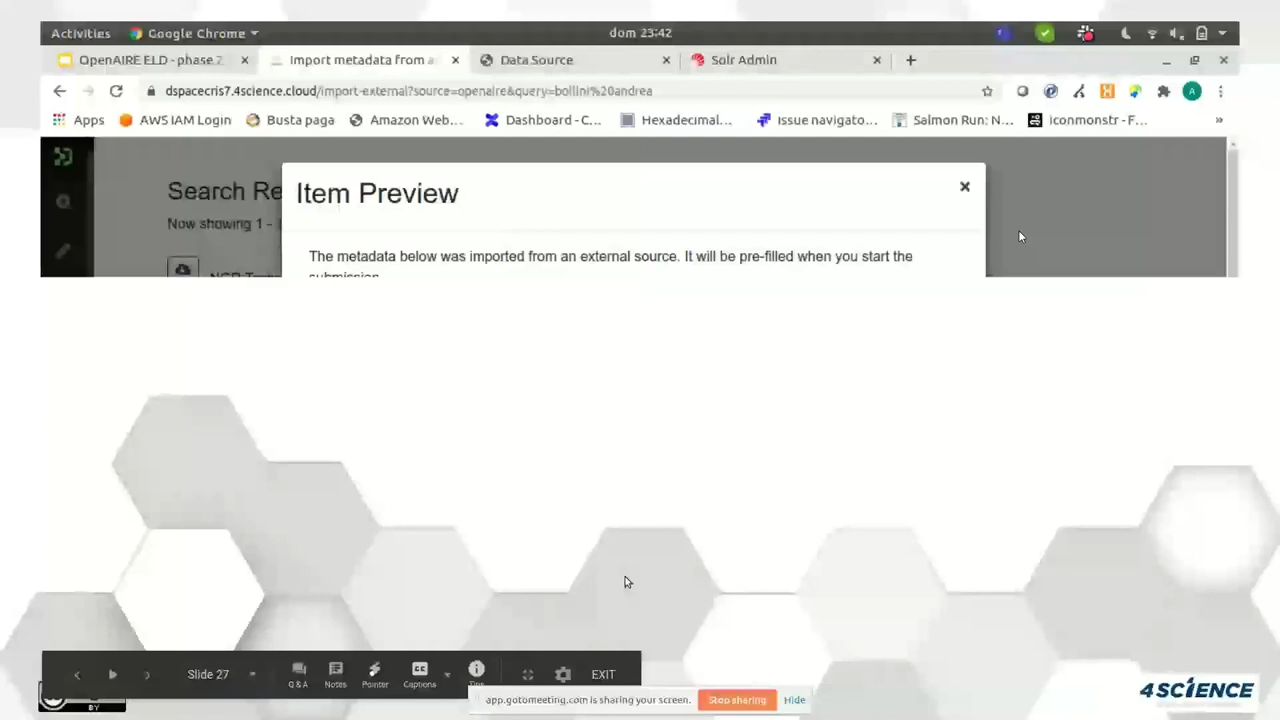 Activities Google Chrome dom 23:42
OpenAIRE ELD - phase 2 Import metadata from a Data Source Solr Admin
dspacecris7.4science.cloud/import-external?source=openaire&query=bollini%20andrea
Apps AWS IAM Login Busta paga Amazon Web... Dashboard - C... Hexadecimal... Issue navigato... Salmon Run: N... iconmonstr - F... »
Search Re
Item Preview
Now showing 1 -
The metadata below was imported from an external source. It will be pre-filled when you start the
submission.
Slide 27 Q & A Notes Pointer Captions Tips EXIT
app.gotomeeting.com is sharing your screen. Stop sharing Hide
BY
4SCIENCE